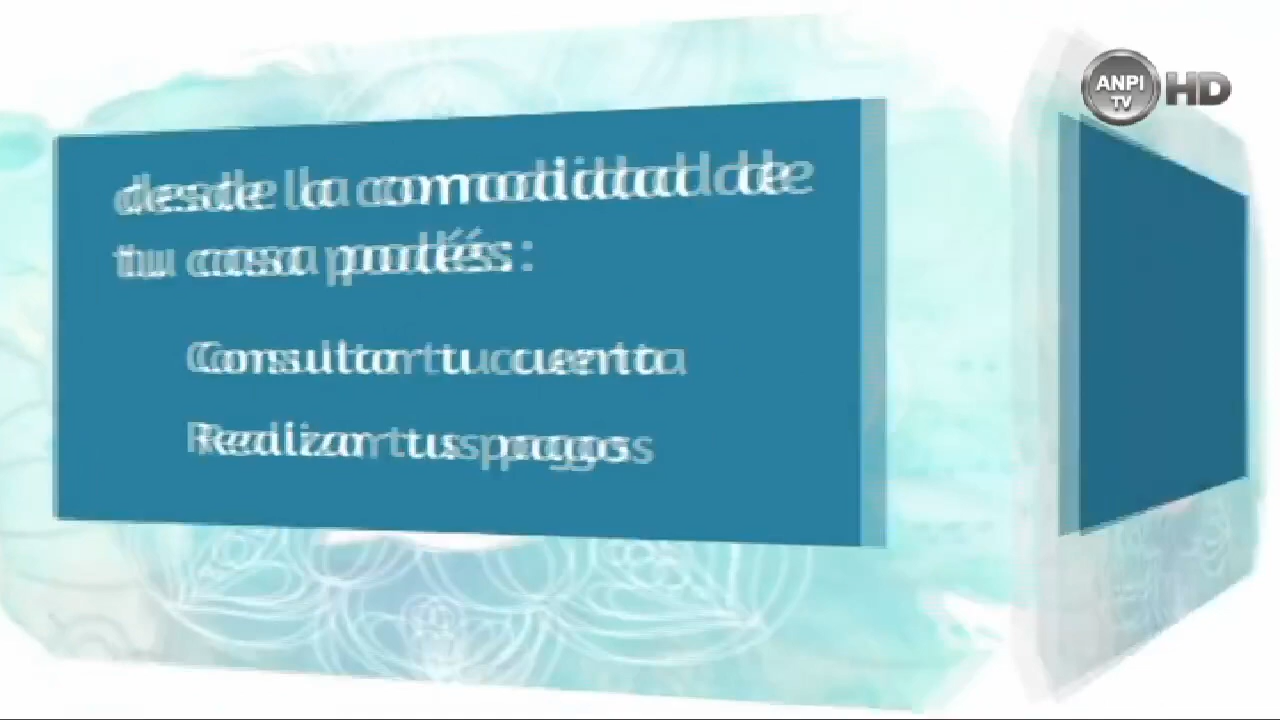 ANPI
TV HD
desde la comodidad de
tu casa podés:
Consultar tu cuenta
Realizar tus pagos